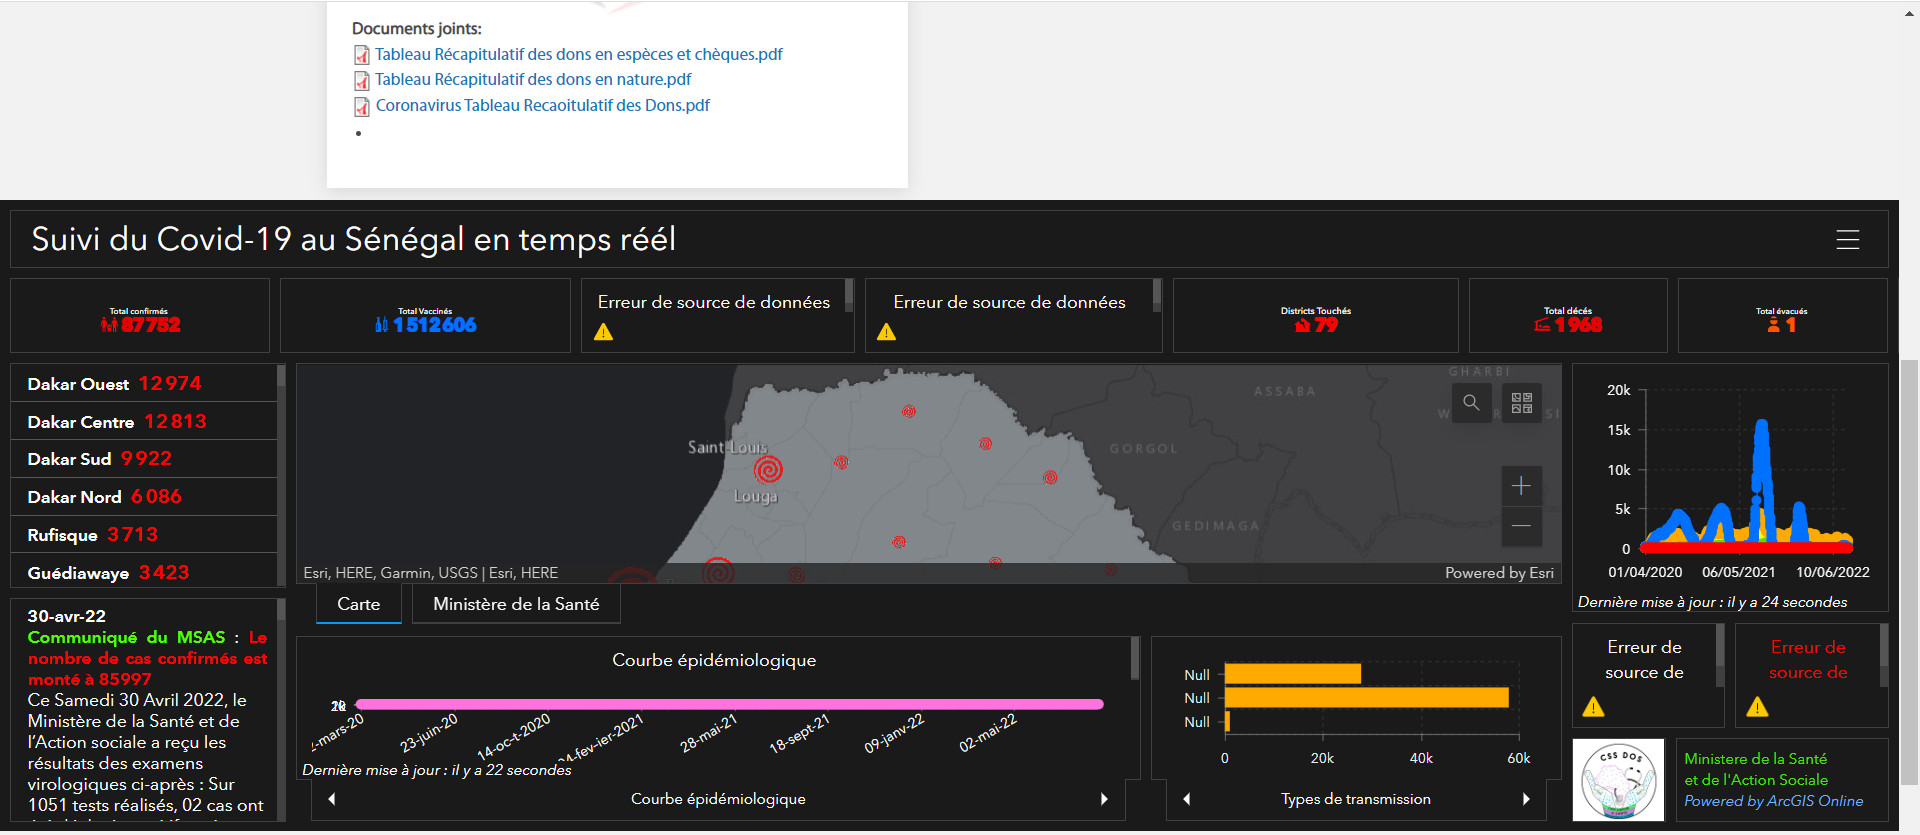 Documents joints:
Tableau Récapitulatif des dons en espèces et chèques.pdf
Tableau Récapitulatif des dons en nature.pdf
Coronavirus Tableau Recaoitulatif des Dons.pdf
Suivi du Covid-19 au Sénégal en temps réél
Total confirmés
87752
Total Vaccinés
1512606
Erreur de source de données
Erreur de source de données
Districts Touchés
79
Total décés
1968
Total évacués
1
Dakar Ouest 12974
Dakar Centre 12813
Dakar Sud 9922
Dakar Nord 6086
Rufisque 3713
Guédiawaye 3423
GHARBI
ASSABA
Saint-Louis
GORGOL
Louga
GEDIMAGA
Esri, HERE, Garmin, USGS | Esri, HERE
Powered by Esri
20k
15k
10k
5k
0
01/04/2020 06/05/2021 10/06/2022
Dernière mise à jour : il y a 24 secondes
Carte
Ministère de la Santé
30-avr-22
Communiqué du MSAS : Le
nombre de cas confirmés est
monté à 85997
Ce Samedi 30 Avril 2022, le
Ministère de la Santé et de
l’Action sociale a reçu les
résultats des examens
virologiques ci-après : Sur
1051 tests réalisés, 02 cas ont
Courbe épidémiologique
23-juin-20
14-oc-t-2020
28-mai-21
18-sept-21
09-janv-22
02-mai-22
Dernière mise à jour : il y a 22 secondes
Courbe épidémiologique
Null
Null
Null
0 20k 40k 60k
Types de transmission
Erreur de
source de
Erreur de
source de
CSS DOS
Ministere de la Santé
et de l'Action Sociale
Powered by ArcGIS Online